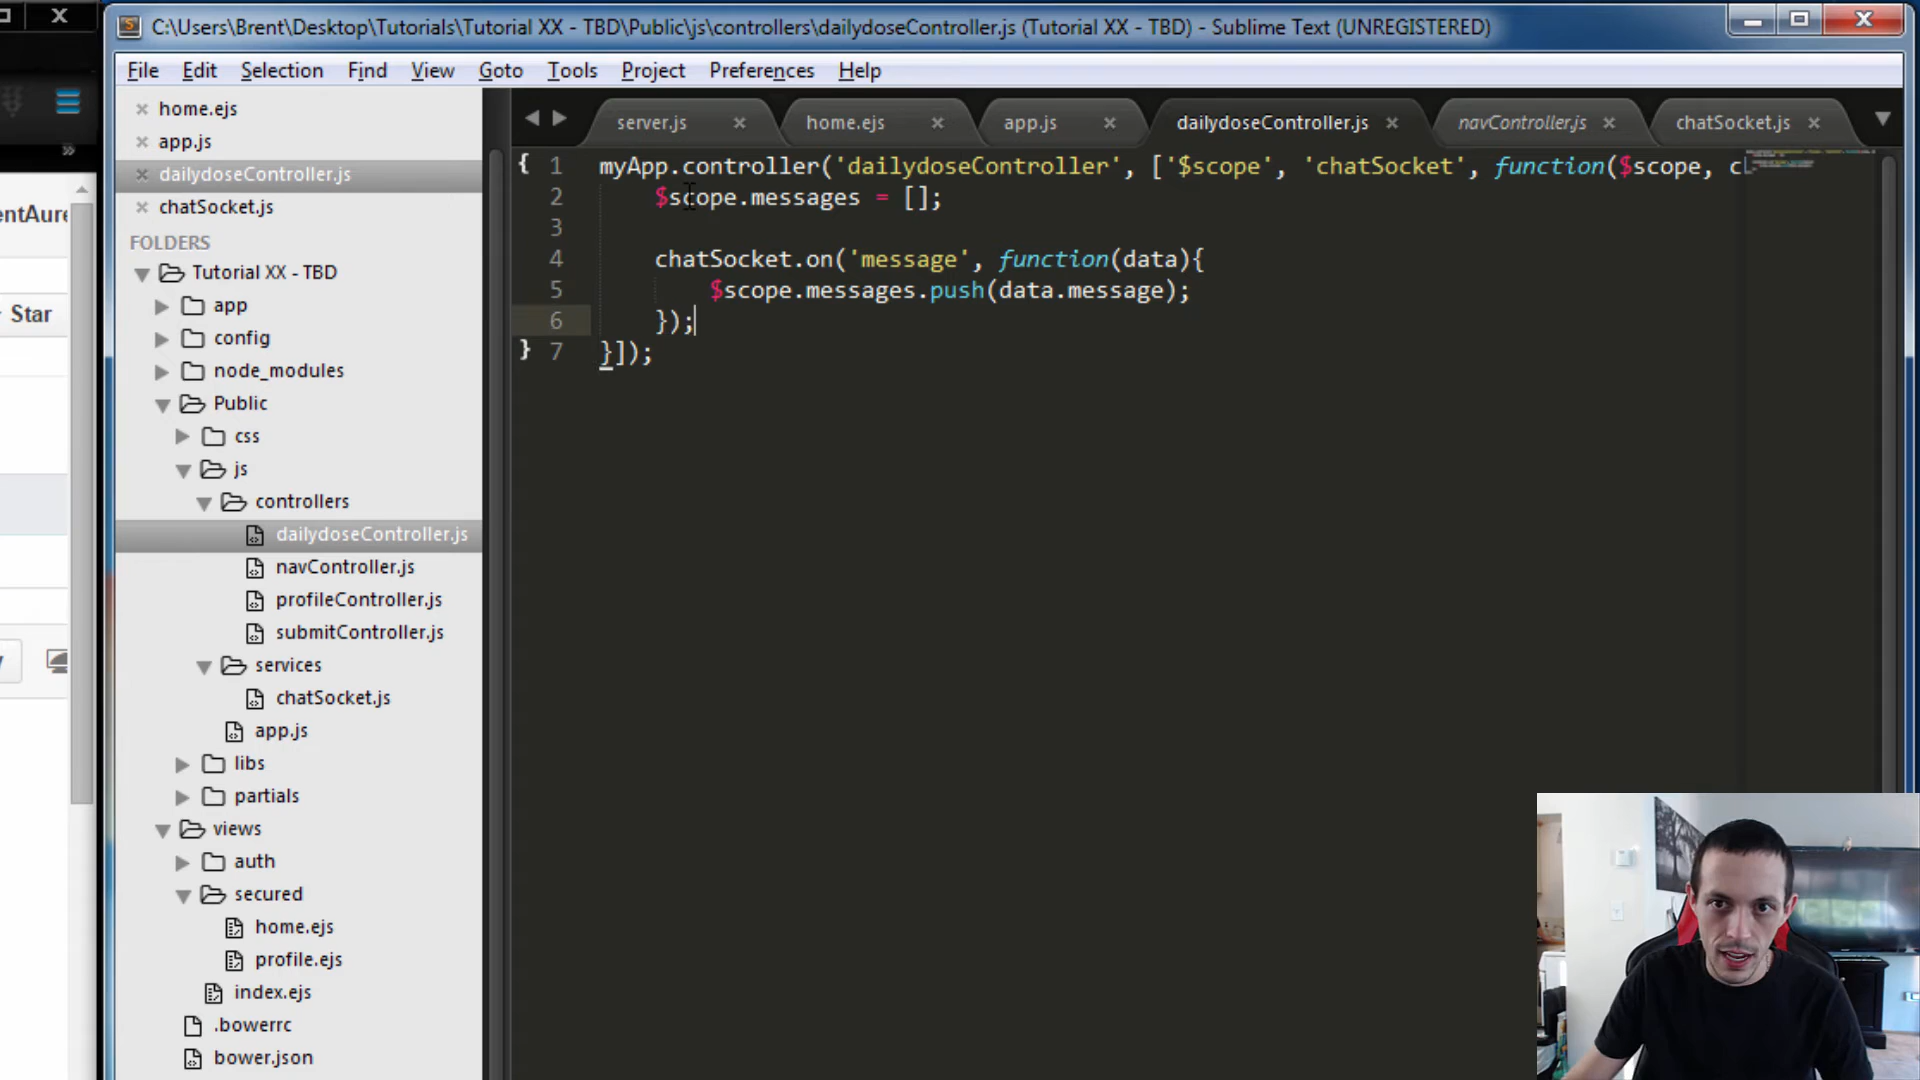 C:\Users\Brent\Desktop\Tutorials\Tutorial XX - TBD\Public\js\controllers\dailydoseController.js (Tutorial XX - TBD) - Sublime Text (UNREGISTERED)
File Edit Selection Find View Goto Tools Project Preferences Help
home.ejs
app.js
dailydoseController.js
chatSocket.js
FOLDERS
Tutorial XX - TBD
app
config
node_modules
Public
css
js
controllers
dailydoseController.js
navController.js
profileController.js
submitController.js
services
chatSocket.js
app.js
libs
partials
views
auth
secured
home.ejs
profile.ejs
index.ejs
.bowerrc
bower.json
server.js home.ejs app.js dailydoseController.js navController.js chatSocket.js
1 myApp.controller('dailydoseController', ['$scope', 'chatSocket', function($scope, c
2 $scope.messages = [];
3
4 chatSocket.on('message', function(data){
5 $scope.messages.push(data.message);
6 });
7 }]);
Star